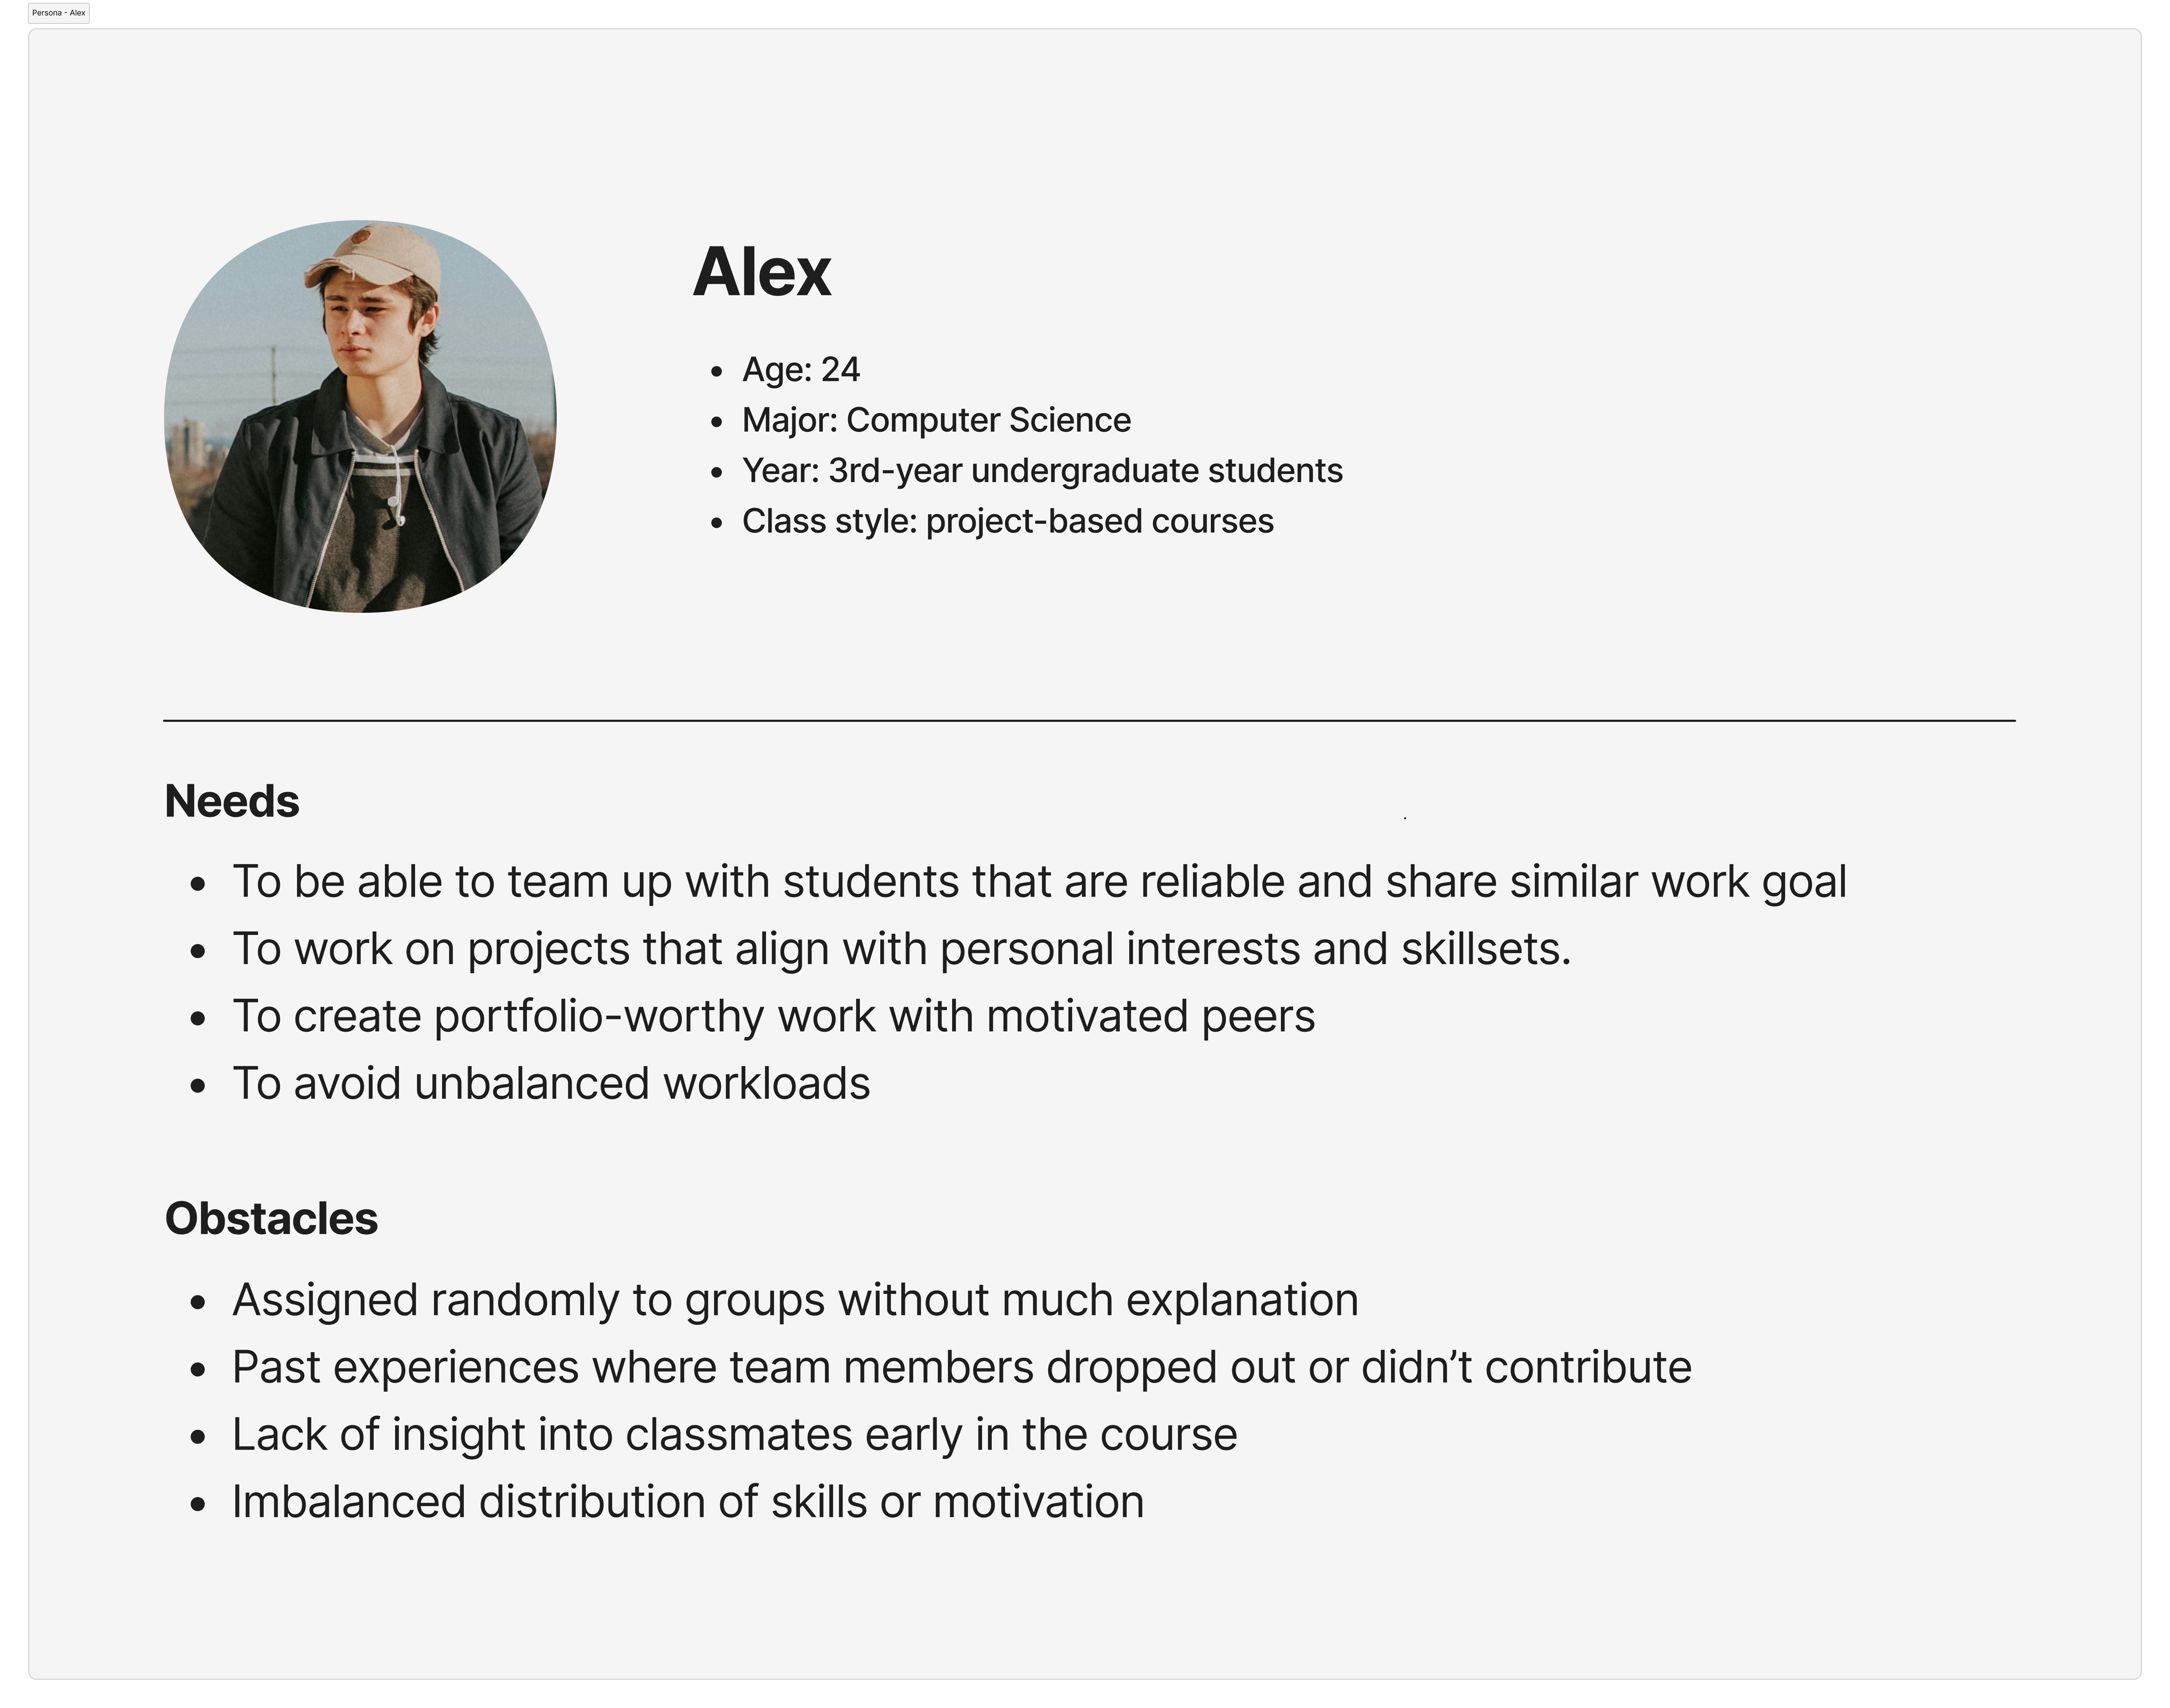 Persona - Alex
Alex
• Age: 24
• Major: Computer Science
• Year: 3rd-year undergraduate students
• Class style: project-based courses
Needs
• To be able to team up with students that are reliable and share similar work goal
• To work on projects that align with personal interests and skillsets.
• To create portfolio-worthy work with motivated peers
• To avoid unbalanced workloads
Obstacles
• Assigned randomly to groups without much explanation
• Past experiences where team members dropped out or didn’t contribute
• Lack of insight into classmates early in the course
• Imbalanced distribution of skills or motivation